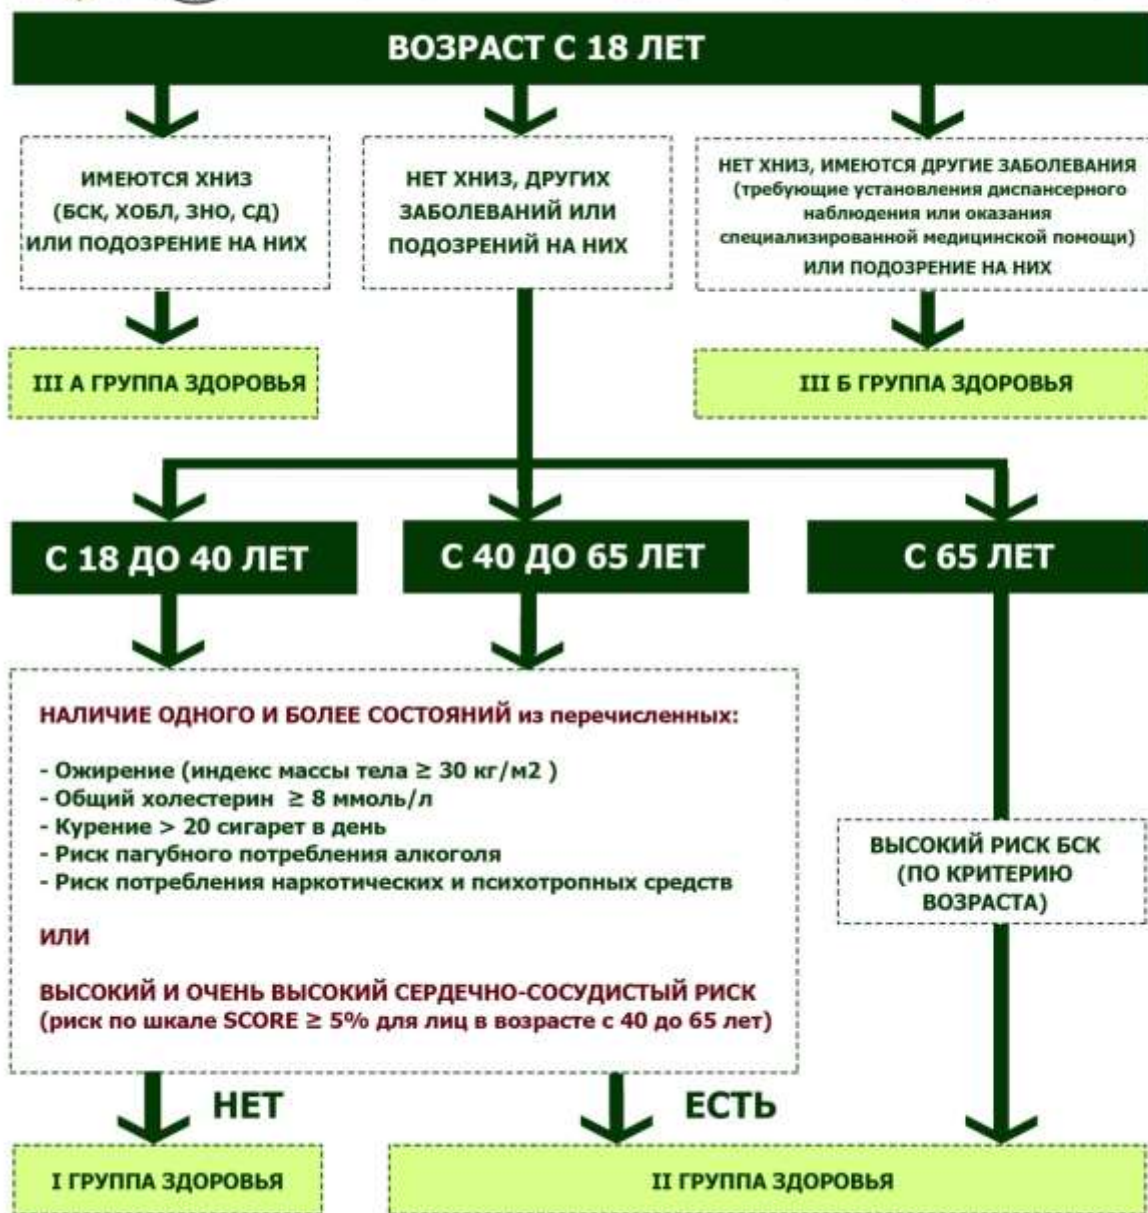 ВОЗРАСТ С 18 ЛЕТ
ИМЕЮТСЯ ХНИЗ
(БСК, ХОБЛ, ЗНО, СД)
ИЛИ ПОДОЗРЕНИЕ НА НИХ
НЕТ ХНИЗ, ДРУГИХ
ЗАБОЛЕВАНИЙ ИЛИ
ПОДОЗРЕНИЙ НА НИХ
НЕТ ХНИЗ, ИМЕЮТСЯ ДРУГИЕ ЗАБОЛЕВАНИЯ
(требующие установления диспансерного
наблюдения или оказания
специализированной медицинской помощи)
ИЛИ ПОДОЗРЕНИЕ НА НИХ
III А ГРУППА ЗДОРОВЬЯ
III Б ГРУППА ЗДОРОВЬЯ
С 18 ДО 40 ЛЕТ
С 40 ДО 65 ЛЕТ
С 65 ЛЕТ
НАЛИЧИЕ ОДНОГО И БОЛЕЕ СОСТОЯНИЙ из перечисленных:
- Ожирение (индекс массы тела ≥ 30 кг/м2 )
- Общий холестерин ≥ 8 ммоль/л
- Курение > 20 сигарет в день
- Риск пагубного потребления алкоголя
- Риск потребления наркотических и психотропных средств
ИЛИ
ВЫСОКИЙ И ОЧЕНЬ ВЫСОКИЙ СЕРДЕЧНО-СОСУДИСТЫЙ РИСК
(риск по шкале SCORE ≥ 5% для лиц в возрасте с 40 до 65 лет)
ВЫСОКИЙ РИСК БСК
(ПО КРИТЕРИЮ
ВОЗРАСТА)
НЕТ
ЕСТЬ
I ГРУППА ЗДОРОВЬЯ
II ГРУППА ЗДОРОВЬЯ